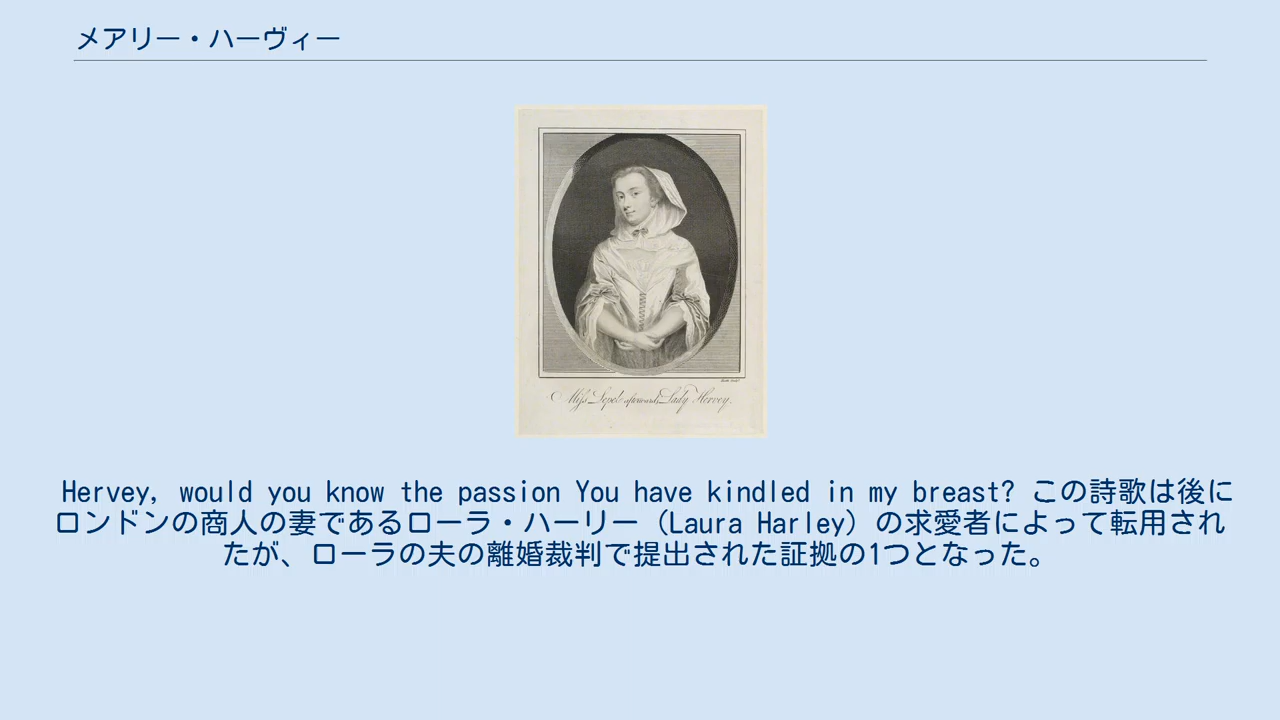 メアリー・ハーヴィー
Miss Lepel afterwards Lady Hervey.
Hervey, would you know the passion You have kindled in my breast? この詩歌は後に
ロンドンの商人の妻であるローラ・ハーリー（Laura Harley）の求愛者によって転用され
たが、ローラの夫の離婚裁判で提出された証拠の1つとなった。